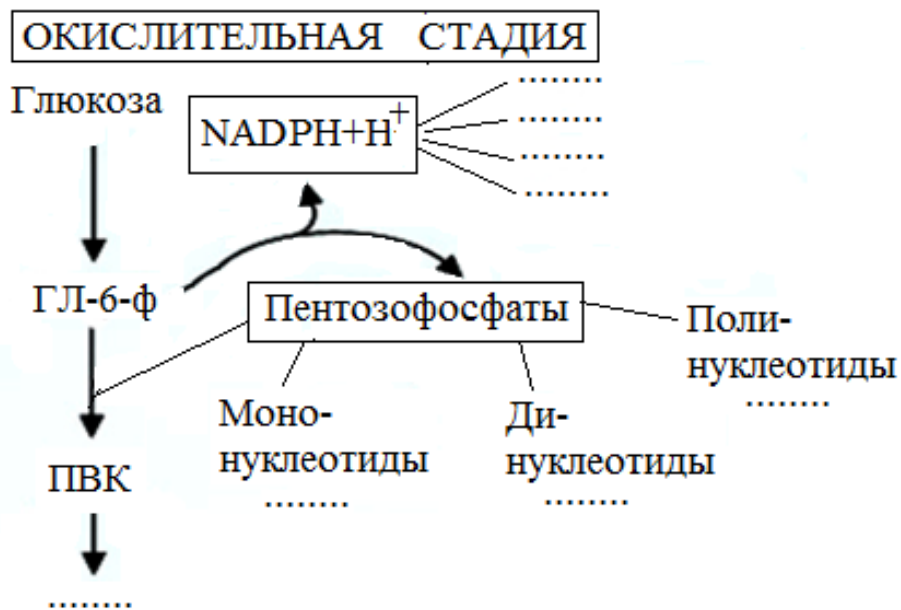 ОКИСЛИТЕЛЬНАЯ СТАДИЯ
Глюкоза
NADPH+H+
........
........
........
........
ГЛ-6-ф
Пентозофосфаты
Поли-
нуклеотиды
........
Моно-
нуклеотиды
........
Ди-
нуклеотиды
........
ПВК
........